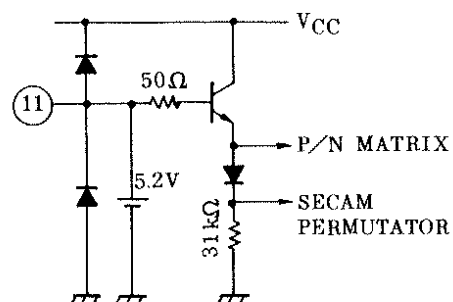 VCC
50Ω
11
P/N MATRIX
5.2V
SECAM
PERMUTATOR
31kΩ